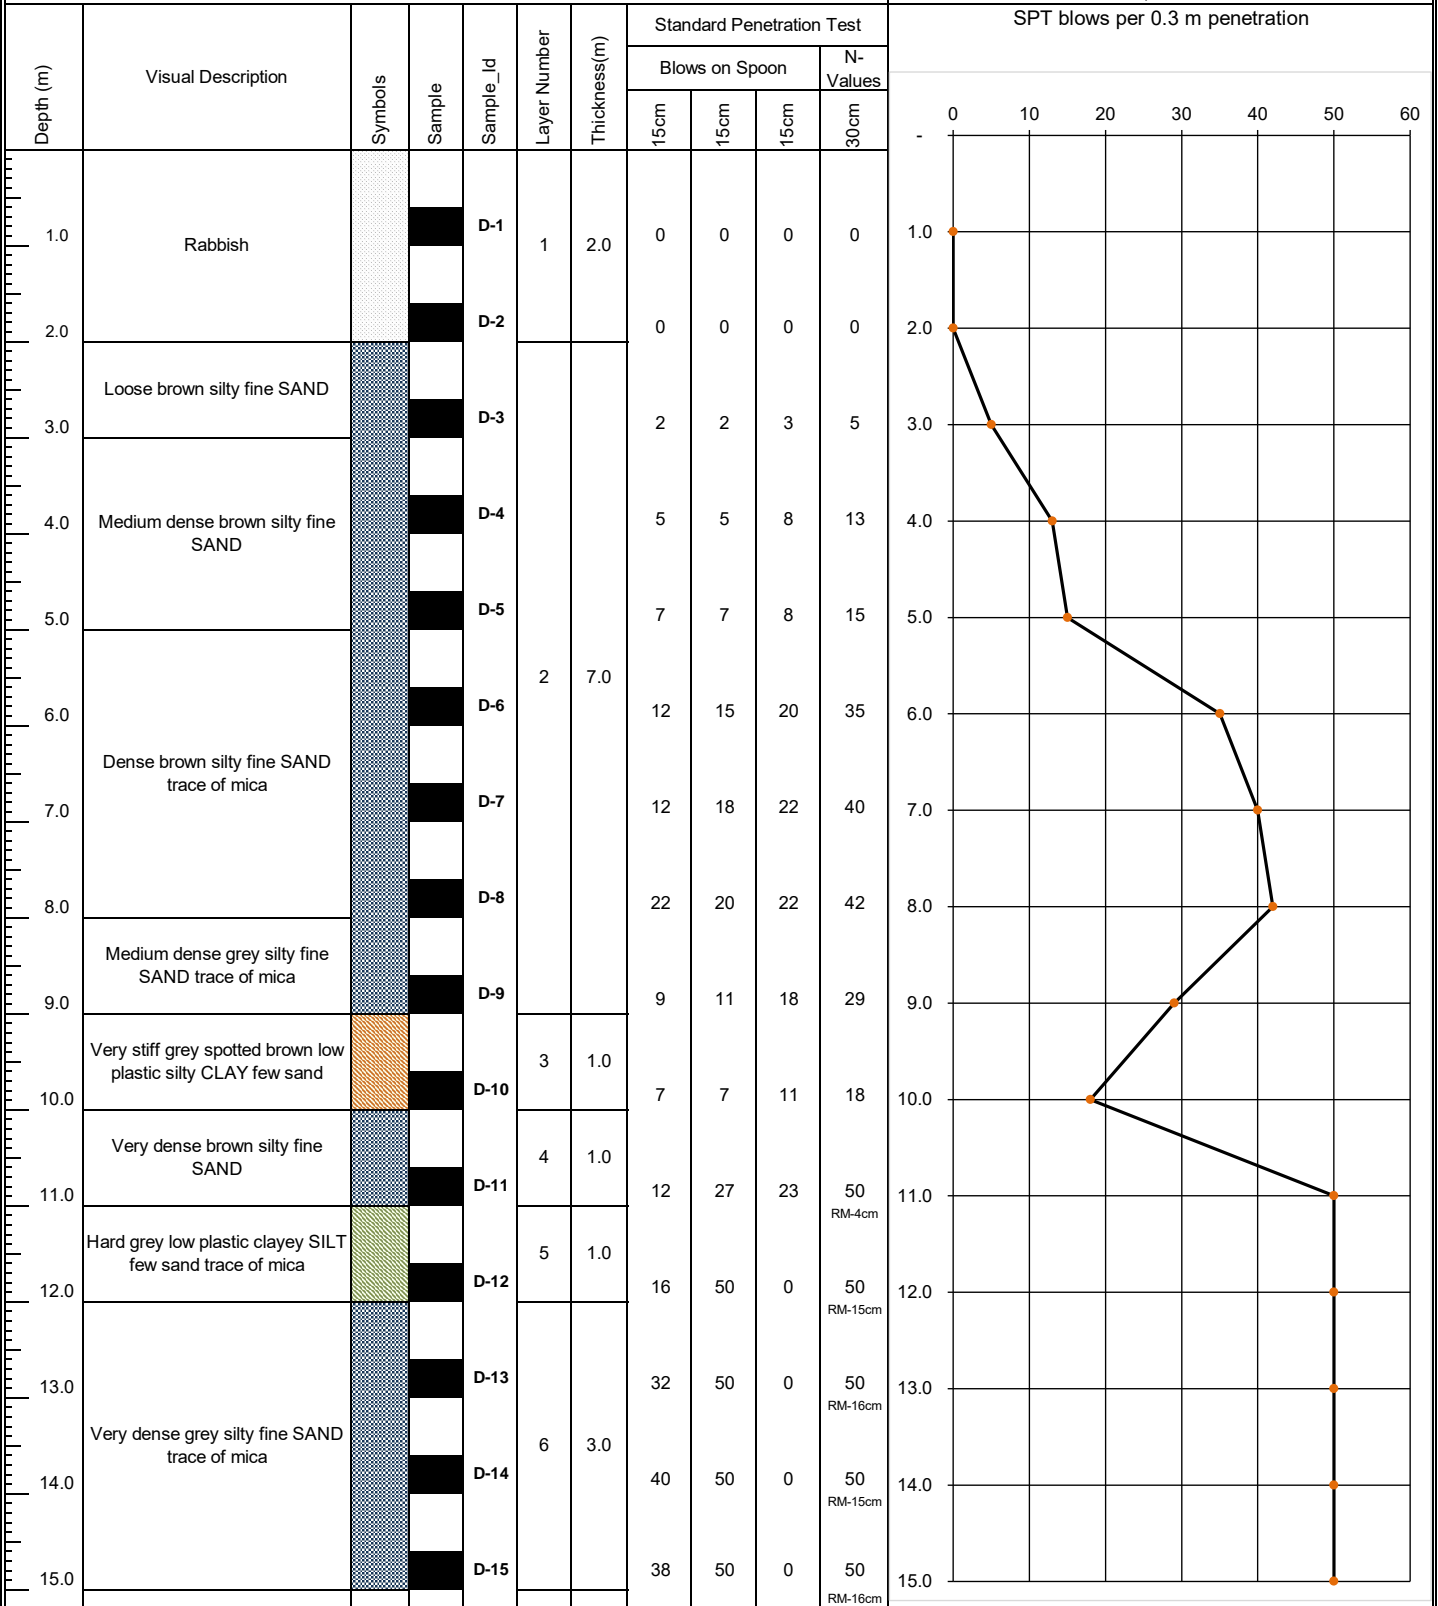 Standard Penetration Test
SPT blows per 0.3 m penetration
Depth (m)
Visual Description
Symbols
Sample
Sample_Id
Layer Number
Thickness(m)
Blows on Spoon
N-
Values
15cm
15cm
15cm
30cm
0 10 20 30 40 50 60
-
1.0
Rabbish
D-1
1
2.0
0 0 0 0
1.0
2.0
D-2
0 0 0 0
2.0
Loose brown silty fine SAND
3.0
D-3
2 2 3 5
3.0
4.0
Medium dense brown silty fine
SAND
D-4
5 5 8 13
4.0
5.0
D-5
7 7 8 15
5.0
2
7.0
6.0
D-6
12 15 20 35
6.0
Dense brown silty fine SAND
trace of mica
7.0
D-7
12 18 22 40
7.0
8.0
D-8
22 20 22 42
8.0
Medium dense grey silty fine
SAND trace of mica
9.0
D-9
9 11 18 29
9.0
Very stiff grey spotted brown low
plastic silty CLAY few sand
3
1.0
10.0
D-10
7 7 11 18
10.0
Very dense brown silty fine
SAND
4
1.0
11.0
D-11
12 27 23 50
RM-4cm
11.0
Hard grey low plastic clayey SILT
few sand trace of mica
5
1.0
12.0
D-12
16 50 0 50
RM-15cm
12.0
13.0
D-13
32 50 0 50
RM-16cm
13.0
Very dense grey silty fine SAND
trace of mica
6
3.0
14.0
D-14
40 50 0 50
RM-15cm
14.0
15.0
D-15
38 50 0 50
RM-16cm
15.0